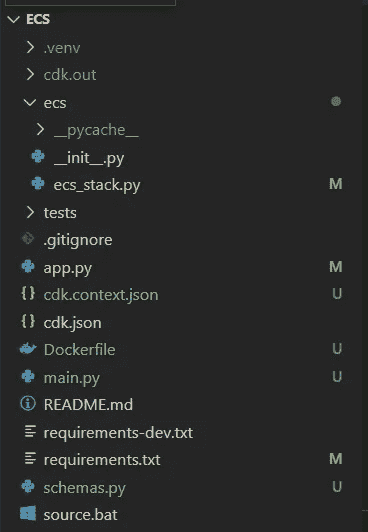 ECS
.venv
cdk.out
ecs
__pycache__
__init__.py
ecs_stack.py M
tests
.gitignore
app.py M
cdk.context.json U
cdk.json
Dockerfile U
main.py U
README.md
requirements-dev.txt
requirements.txt M
schemas.py U
source.bat